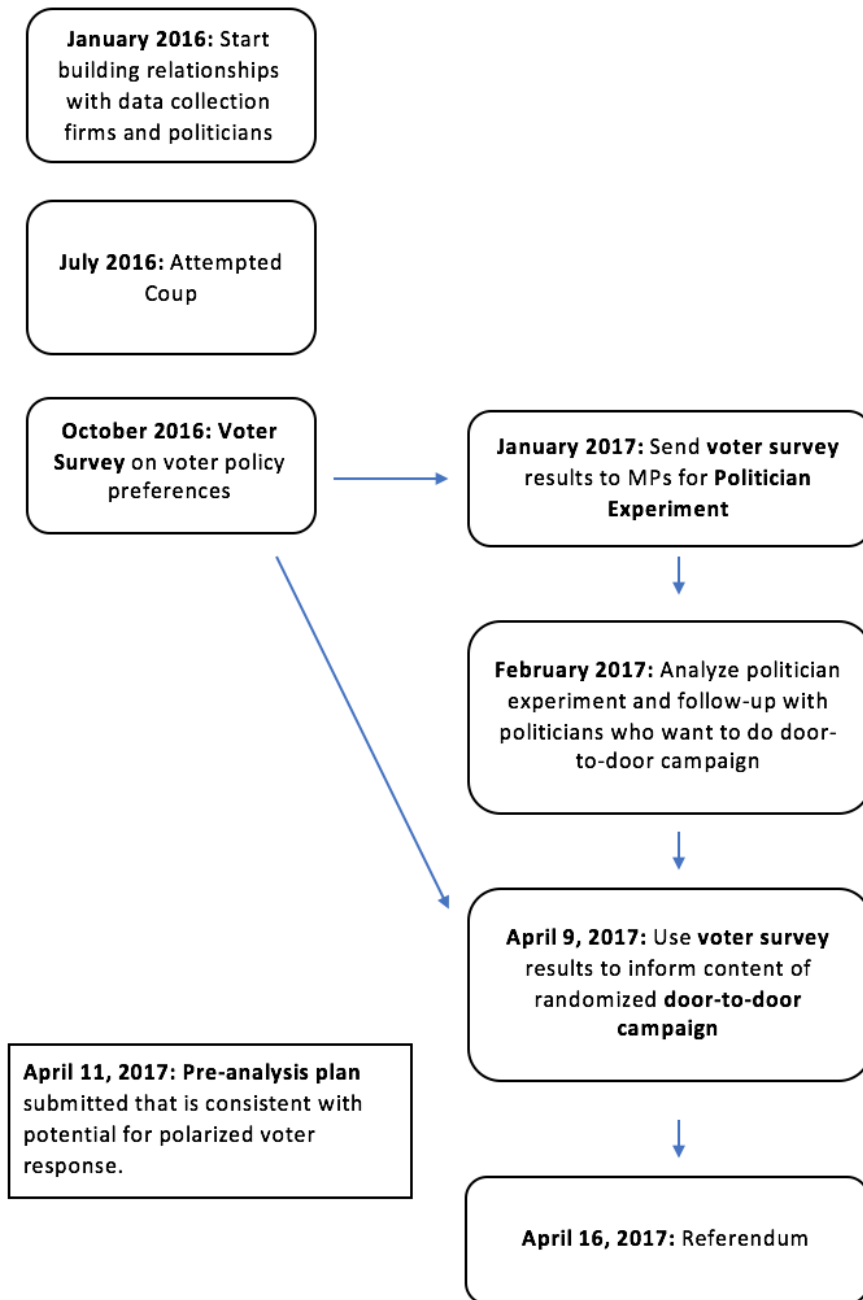 January 2016: Start
building relationships
with data collection
firms and politicians
July 2016: Attempted
Coup
October 2016: Voter
Survey on voter policy
preferences
January 2017: Send voter survey
results to MPs for Politician
Experiment
February 2017: Analyze politician
experiment and follow-up with
politicians who want to do door-
to-door campaign
April 9, 2017: Use voter survey
results to inform content of
randomized door-to-door
campaign
April 11, 2017: Pre-analysis plan
submitted that is consistent with
potential for polarized voter
response.
April 16, 2017: Referendum